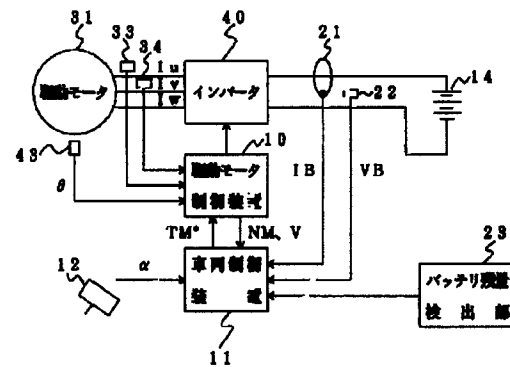 31
33
34
40
21
駆動モータ
Iu
Iv
Iw
インバータ
22
14
43
10
θ
駆動モータ
制御装置
IB
VB
TM*
NM、V
23
12
α
車両制御
装置
バッテリ残量
検出部
11